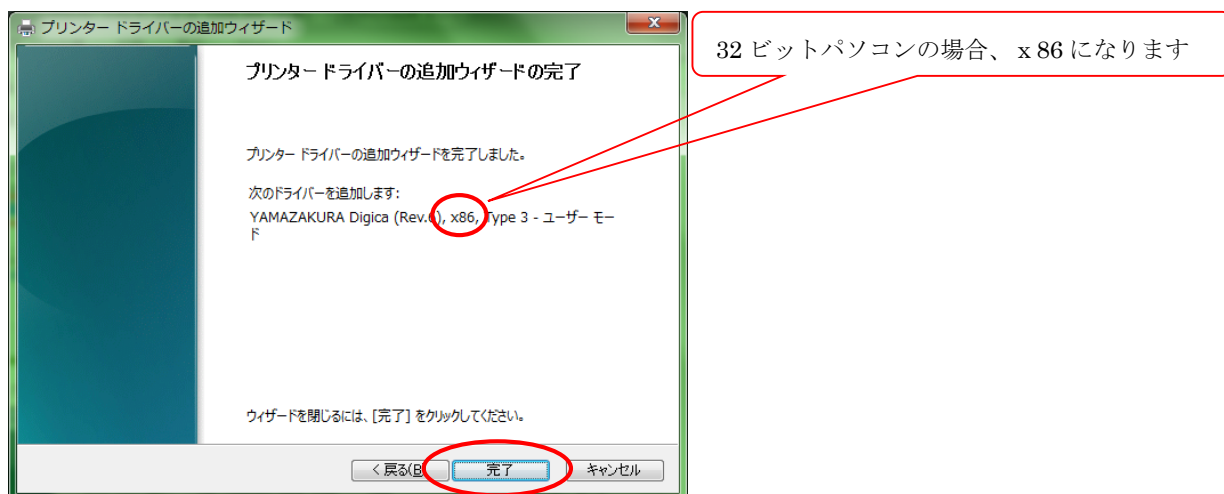 プリンター ドライバーの追加ウィザード
32 ビットパソコンの場合、x 86 になります
プリンター ドライバーの追加ウィザードの完了
プリンター ドライバーの追加ウィザードを完了しました。
次のドライバーを追加します:
YAMAZAKURA Digica (Rev.6), x86, Type 3 - ユーザー モー
ド
ウィザードを閉じるには、[完了] をクリックしてください。
< 戻る(B
完了
キャンセル